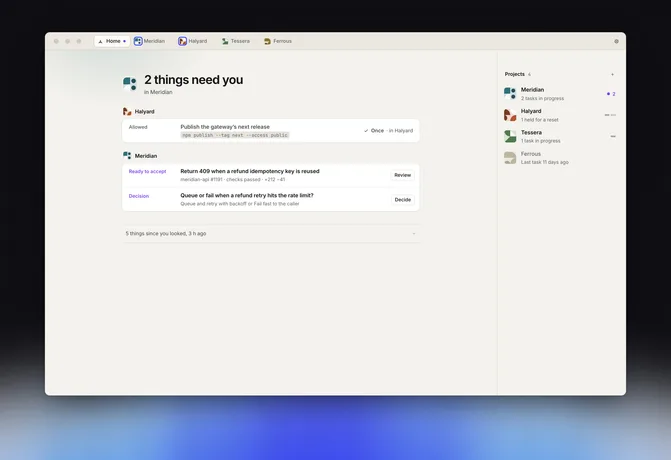 Home
Meridian
Halyard
Tessera
Ferrous
2 things need you
in Meridian
Halyard
Allowed
Publish the gateway's next release
npm publish --tag next --access public
Once · in Halyard
Meridian
Ready to accept
Return 409 when a refund idempotency key is reused
meridian-api #1191 · checks passed · +212 −41
Review
Decision
Queue or fail when a refund retry hits the rate limit?
Queue and retry with backoff or Fail fast to the caller
Decide
5 things since you looked, 3 h ago
Projects 4
+
Meridian
2 tasks in progress
2
Halyard
1 held for a reset
Tessera
1 task in progress
Ferrous
Last task 11 days ago